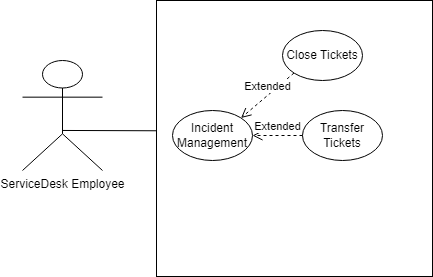 Close Tickets
Extended
Incident
Management
Extended
Transfer
Tickets
ServiceDesk Employee